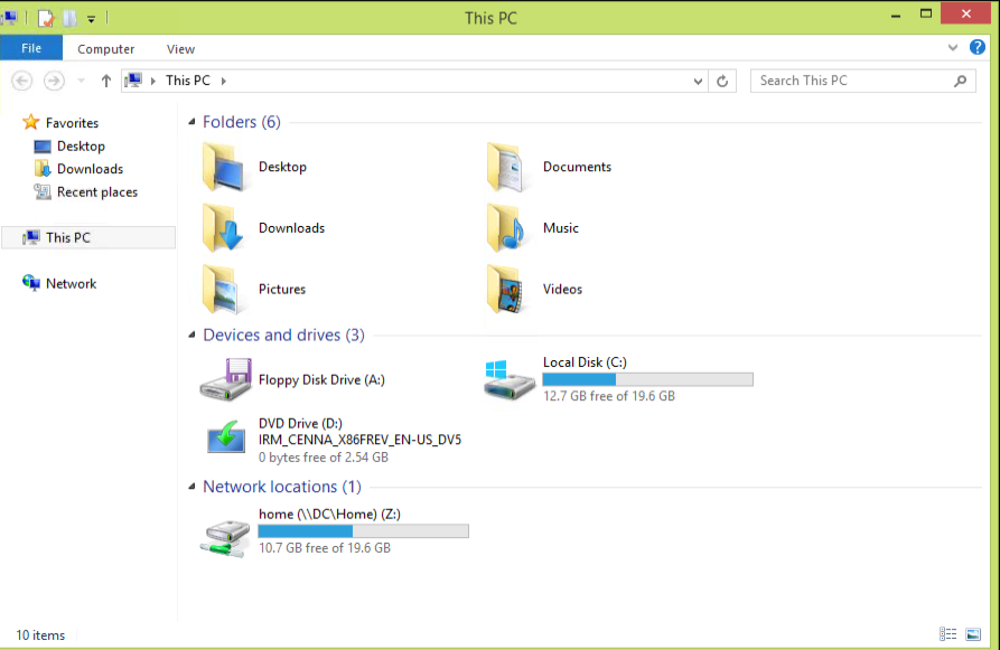 This PC
File
Computer
View
This PC
Search This PC
Favorites
Desktop
Downloads
Recent places
This PC
Network
Folders (6)
Desktop
Documents
Downloads
Music
Pictures
Videos
Devices and drives (3)
Floppy Disk Drive (A:)
Local Disk (C:)
12.7 GB free of 19.6 GB
DVD Drive (D:)
IRM_CENNA_X86FREV_EN-US_DV5
0 bytes free of 2.54 GB
Network locations (1)
home (\\DC\Home) (Z:)
10.7 GB free of 19.6 GB
10 items